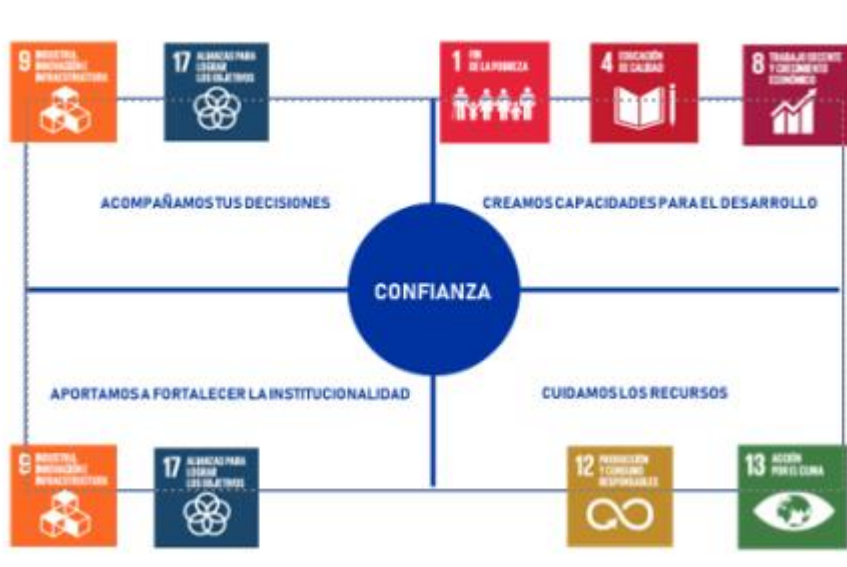 9 INDUSTRIA,
INNOVACIÓN E
INFRAESTRUCTURA
17 ALIANZAS PARA
LOGRAR
LOS OBJETIVOS
1 FIN
DE LA POBREZA
4 EDUCACIÓN
DE CALIDAD
8 TRABAJO DECENTE
Y CRECIMIENTO
ECONÓMICO
ACOMPAÑAMOS TUS DECISIONES
CREAMOS CAPACIDADES PARA EL DESARROLLO
CONFIANZA
APORTAMOS A FORTALECER LA INSTITUCIONALIDAD
CUIDAMOS LOS RECURSOS
9 INDUSTRIA,
INNOVACIÓN E
INFRAESTRUCTURA
17 ALIANZAS PARA
LOGRAR
LOS OBJETIVOS
12 PRODUCCIÓN
Y CONSUMO
RESPONSABLES
13 ACCIÓN
POR EL CLIMA